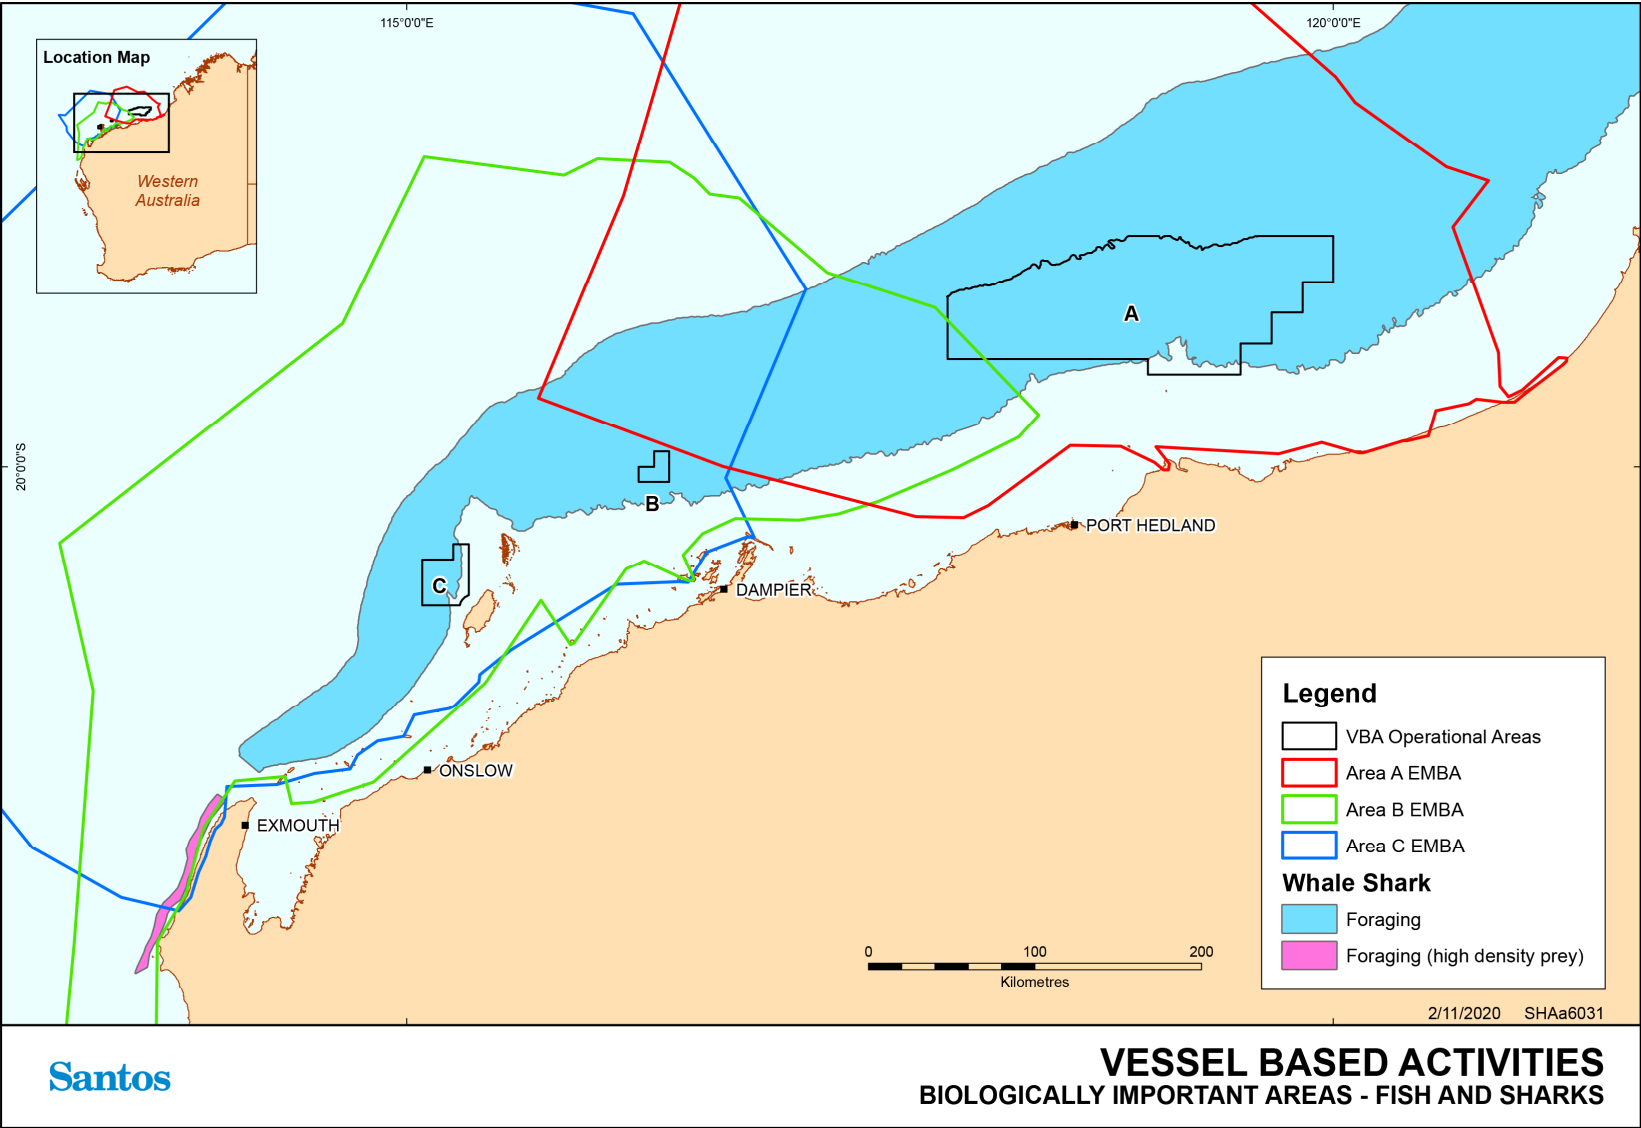 115°0'0"E
120°0'0"E
Location Map
Western
Australia
A
20°0'0"S
B
PORT HEDLAND
C
DAMPIER
ONSLOW
EXMOUTH
Legend
VBA Operational Areas
Area A EMBA
Area B EMBA
Area C EMBA
Whale Shark
Foraging
Foraging (high density prey)
0 100 200
Kilometres
2/11/2020 SHAa6031
Santos
VESSEL BASED ACTIVITIES
BIOLOGICALLY IMPORTANT AREAS - FISH AND SHARKS